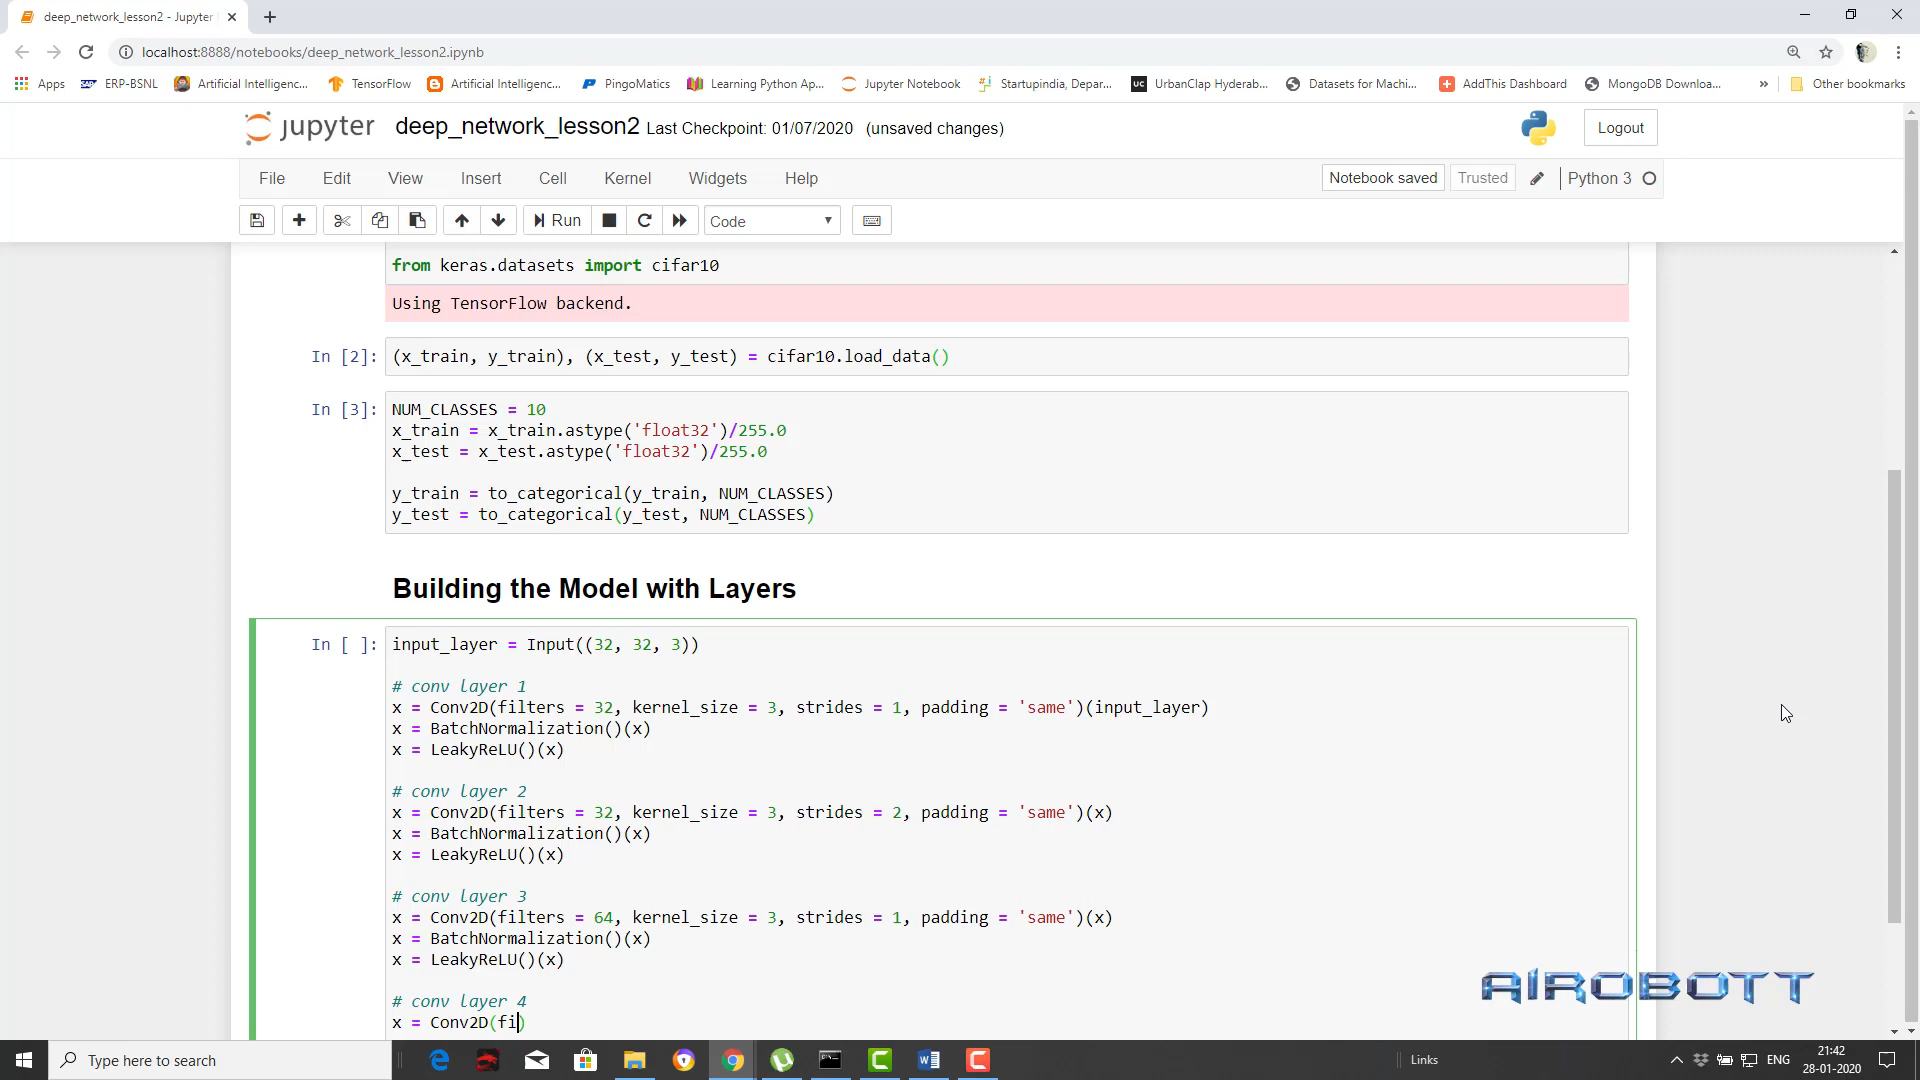 deep_network_lesson2 - Jupyter
localhost:8888/notebooks/deep_network_lesson2.ipynb
Apps ERP-BSNL Artificial Intelligenc... TensorFlow Artificial Intelligenc... PingoMatics Learning Python Ap... Jupyter Notebook Startupindia, Depar... UrbanClap Hyderab... Datasets for Machi... AddThis Dashboard MongoDB Downloa... » Other bookmarks
jupyter deep_network_lesson2 Last Checkpoint: 01/07/2020 (unsaved changes) Logout
File Edit View Insert Cell Kernel Widgets Help Notebook saved Trusted Python 3
Run Code
from keras.datasets import cifar10
Using TensorFlow backend.
In [2]: (x_train, y_train), (x_test, y_test) = cifar10.load_data()
In [3]: NUM_CLASSES = 10
x_train = x_train.astype('float32')/255.0
x_test = x_test.astype('float32')/255.0
y_train = to_categorical(y_train, NUM_CLASSES)
y_test = to_categorical(y_test, NUM_CLASSES)
Building the Model with Layers
In [ ]: input_layer = Input((32, 32, 3))
# conv layer 1
x = Conv2D(filters = 32, kernel_size = 3, strides = 1, padding = 'same')(input_layer)
x = BatchNormalization()(x)
x = LeakyReLU()(x)
# conv layer 2
x = Conv2D(filters = 32, kernel_size = 3, strides = 2, padding = 'same')(x)
x = BatchNormalization()(x)
x = LeakyReLU()(x)
# conv layer 3
x = Conv2D(filters = 64, kernel_size = 3, strides = 1, padding = 'same')(x)
x = BatchNormalization()(x)
x = LeakyReLU()(x)
AIROBOTT
# conv layer 4
x = Conv2D(fi)
Type here to search Links ENG 21:42
28-01-2020